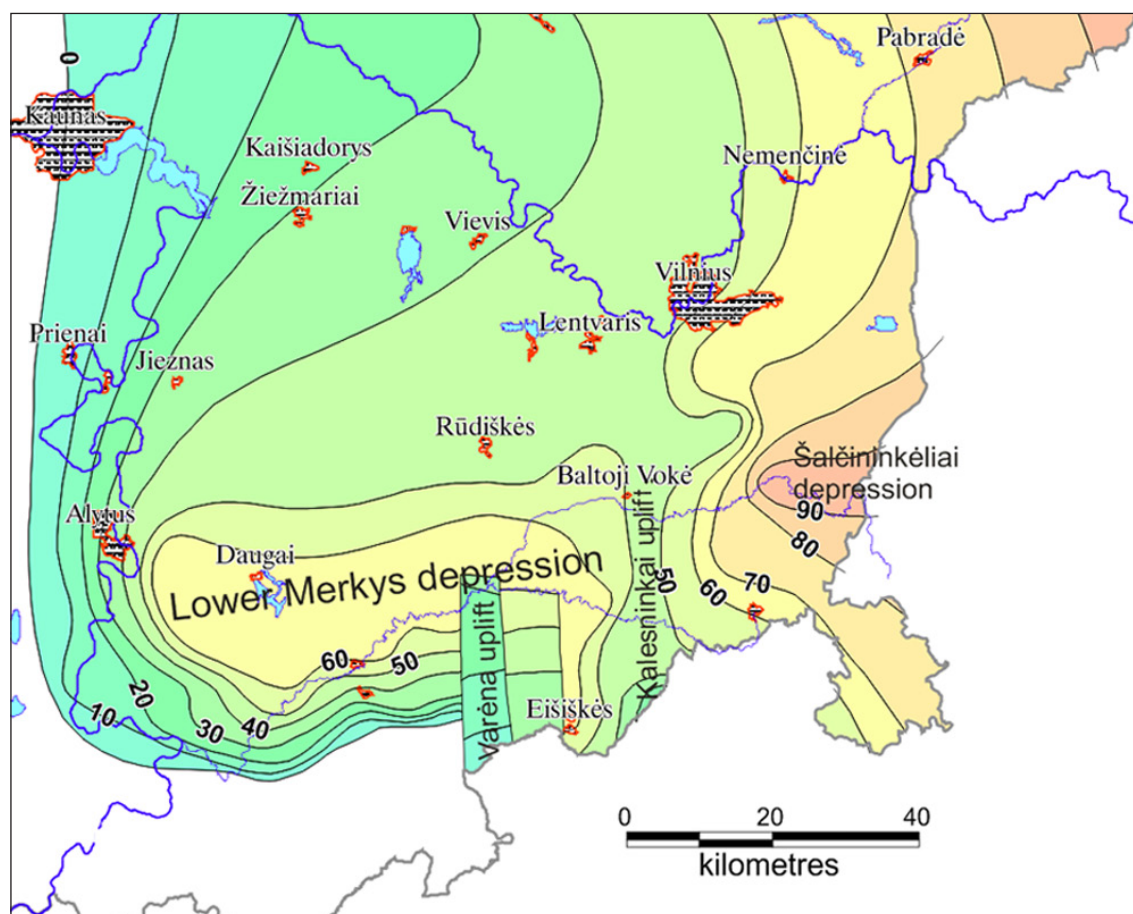 Pabradė
0
Kaunas
Kaišiadorys
Nemenčinė
Žiežmariai
Vievis
Vilnius
Prienai
Lentvaris
Jieznas
Rūdiškės
Šalčininkėliai
depression
Baltoji Vokė
90
Alytus
80
Daugai
Lower Merkys depression
Kalesninkai uplift
50
60
70
Varėna uplift
60
50
20
10
30
40
Eišiškės
0 20 40
kilometres